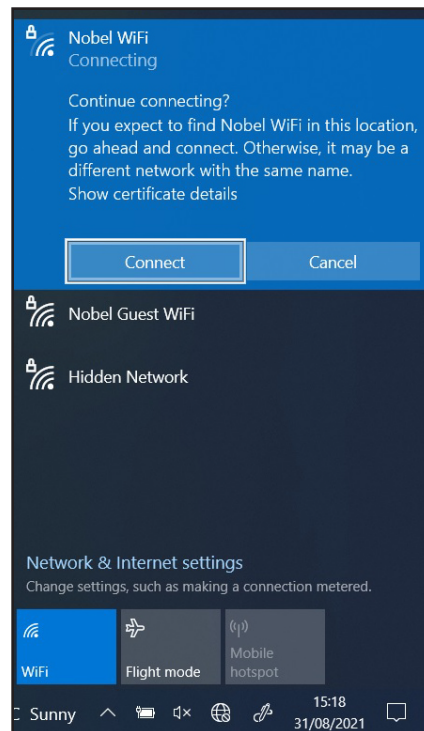 Nobel WiFi
Connecting
Continue connecting?
If you expect to find Nobel WiFi in this location,
go ahead and connect. Otherwise, it may be a
different network with the same name.
Show certificate details
Connect Cancel
Nobel Guest WiFi
Hidden Network
Network & Internet settings
Change settings, such as making a connection metered.
WiFi Flight mode Mobile
hotspot
Sunny 15:18
31/08/2021